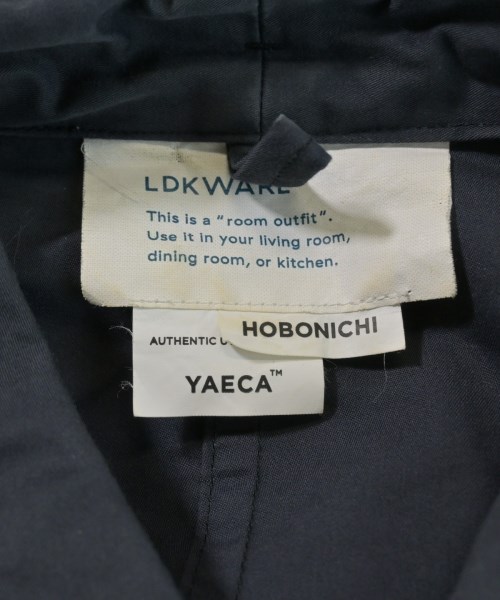 LDKWARE
This is a “room outfit”.
Use it in your living room,
dining room, or kitchen.
HOBONICHI
AUTHENTIC
YAECA™